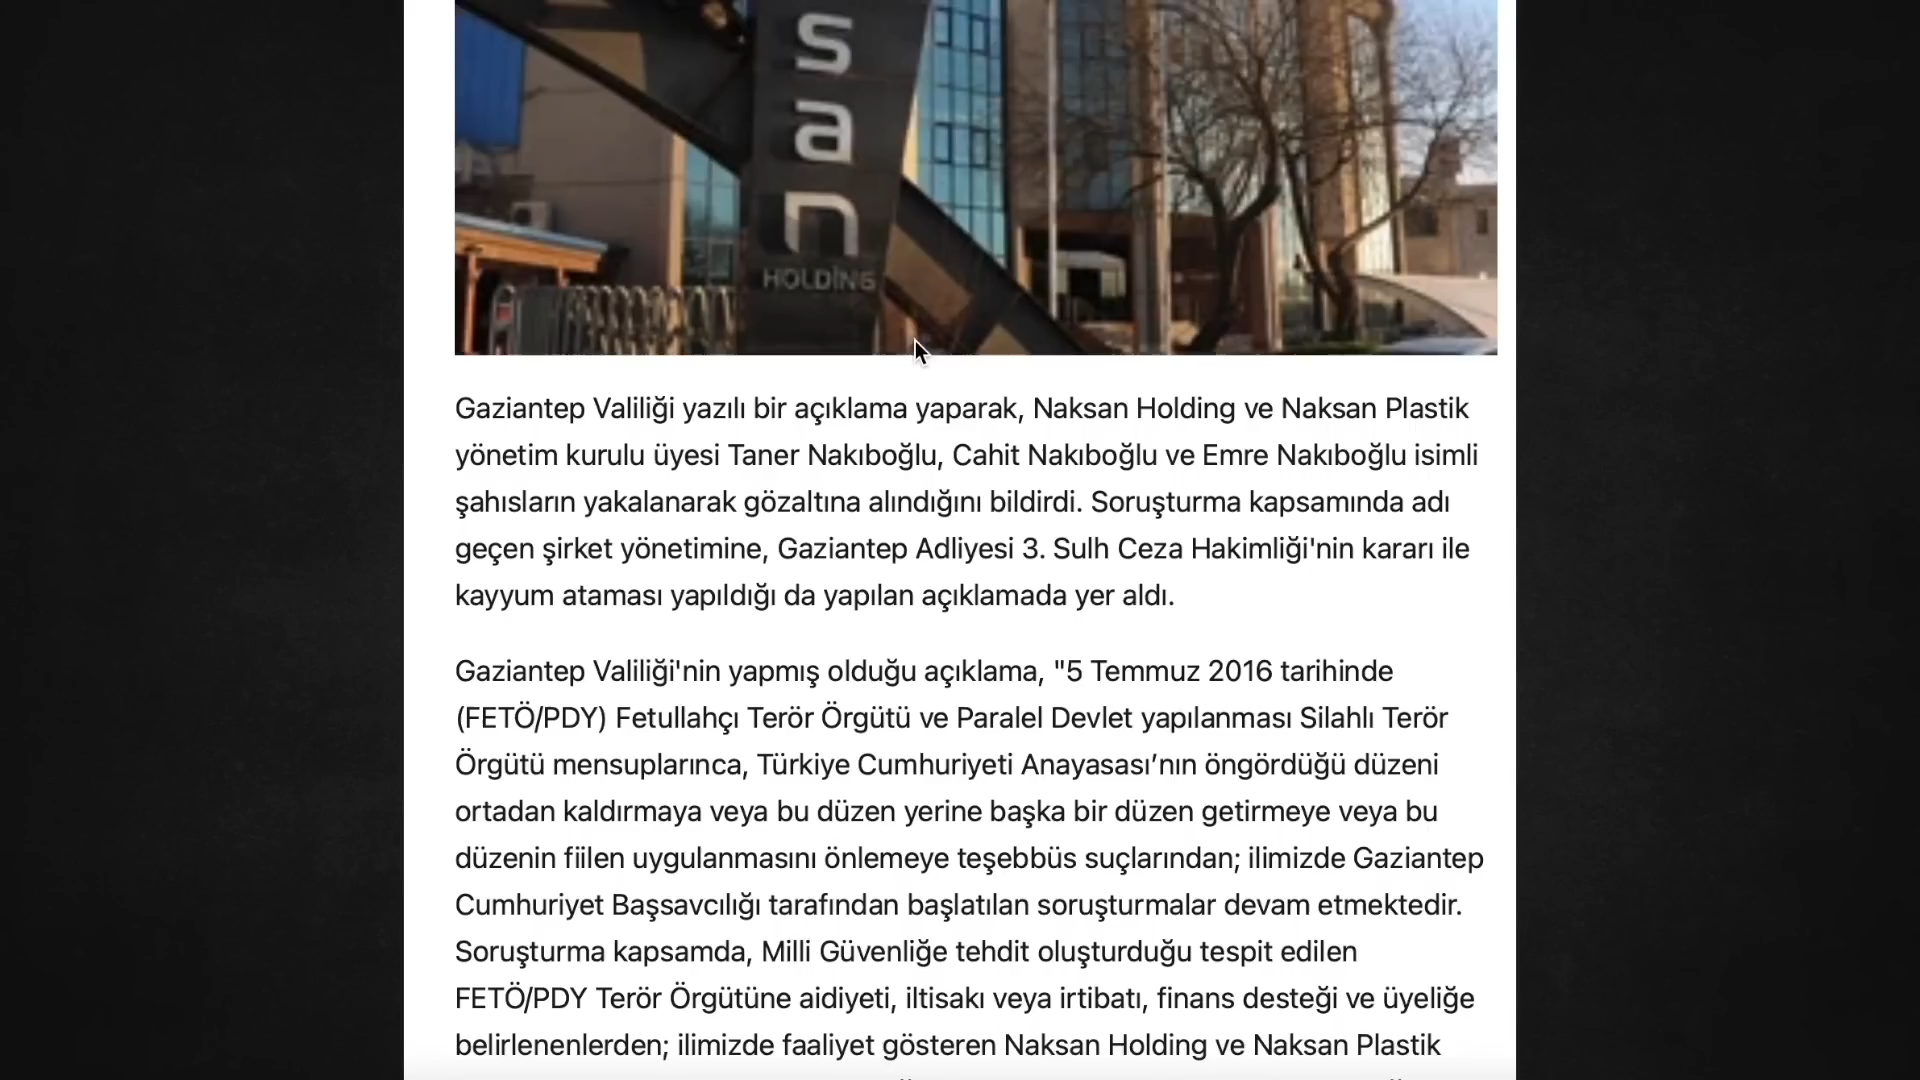 s
a
n
HOLDİNG
Gaziantep Valiliği yazılı bir açıklama yaparak, Naksan Holding ve Naksan Plastik
yönetim kurulu üyesi Taner Nakıboğlu, Cahit Nakıboğlu ve Emre Nakıboğlu isimli
şahısların yakalanarak gözaltına alındığını bildirdi. Soruşturma kapsamında adı
geçen şirket yönetimine, Gaziantep Adliyesi 3. Sulh Ceza Hakimliği'nin kararı ile
kayyum ataması yapıldığı da yapılan açıklamada yer aldı.
Gaziantep Valiliği'nin yapmış olduğu açıklama, "5 Temmuz 2016 tarihinde
(FETÖ/PDY) Fetullahçı Terör Örgütü ve Paralel Devlet yapılanması Silahlı Terör
Örgütü mensuplarınca, Türkiye Cumhuriyeti Anayasası’nın öngördüğü düzeni
ortadan kaldırmaya veya bu düzen yerine başka bir düzen getirmeye veya bu
düzenin fiilen uygulanmasını önlemeye teşebbüs suçlarından; ilimizde Gaziantep
Cumhuriyet Başsavcılığı tarafından başlatılan soruşturmalar devam etmektedir.
Soruşturma kapsamda, Milli Güvenliğe tehdit oluşturduğu tespit edilen
FETÖ/PDY Terör Örgütüne aidiyeti, iltisakı veya irtibatı, finans desteği ve üyeliğe
belirlenenlerden; ilimizde faaliyet gösteren Naksan Holding ve Naksan Plastik